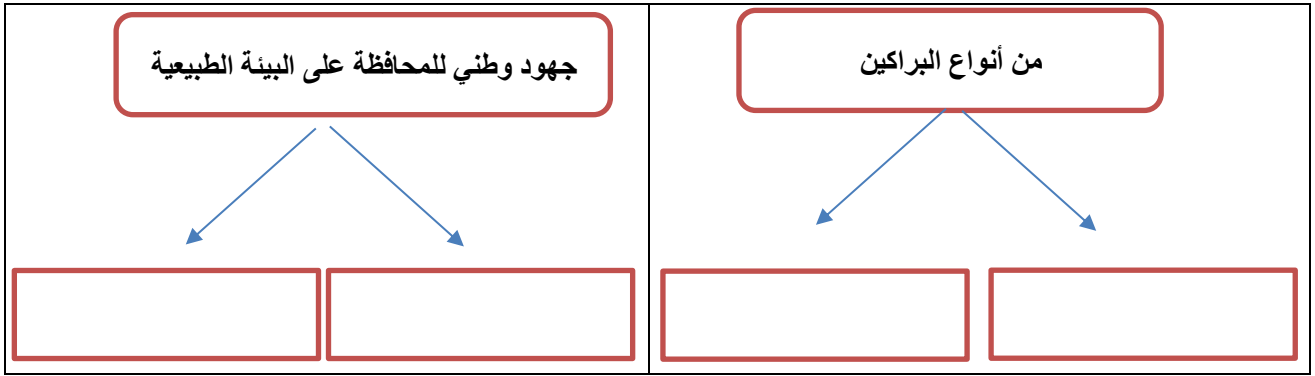 من أنواع البراكين
جهود وطني للمحافظة على البيئة الطبيعية